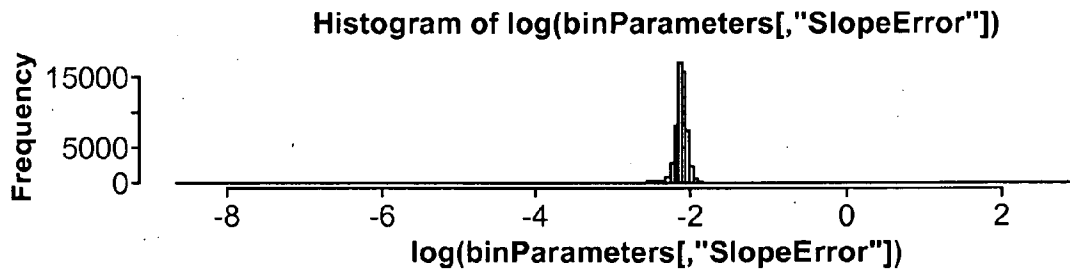 Histogram of log(binParameters[,"SlopeError"])
Frequency
15000
5000
0
-8 -6 -4 -2 0 2
log(binParameters[,"SlopeError"])